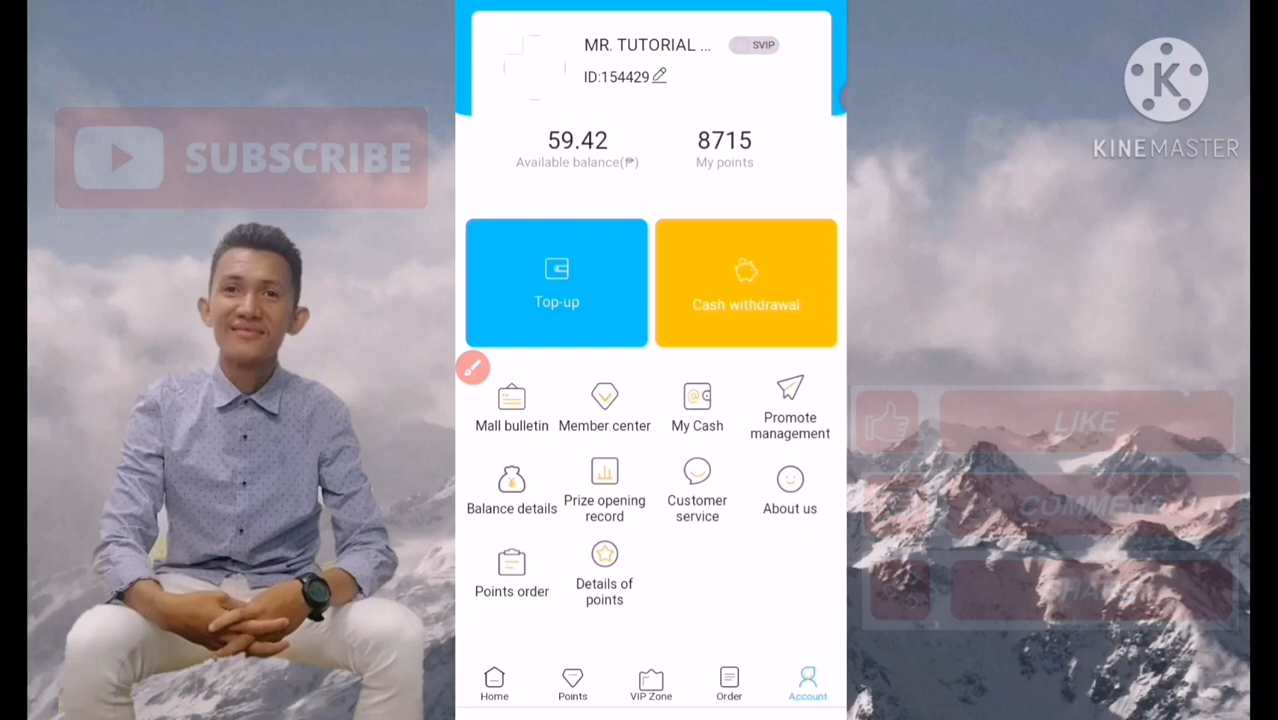 SUBSCRIBE
MR. TUTORIAL ...
SVIP
ID:154429
59.42
8715
Available balance(₱)
My points
Top-up
Cash withdrawal
Mall bulletin
Member center
My Cash
Promote
management
Balance details
Prize opening
record
Customer
service
About us
Points order
Details of
points
Home
Points
VIP Zone
Order
Account
K
KINEMASTER
LIKE
COMMENT
SHARE